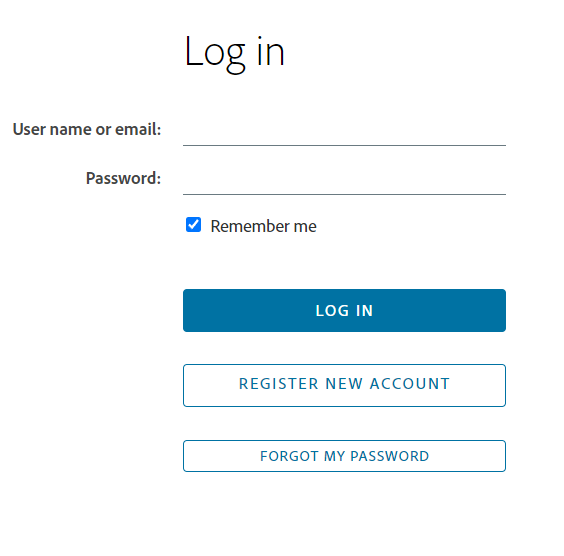 Log in
User name or email:
Password:
Remember me
LOG IN
REGISTER NEW ACCOUNT
FORGOT MY PASSWORD